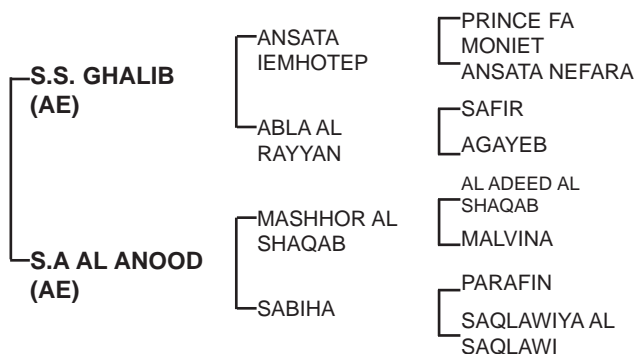 S.S. GHALIB
(AE)
ANSATA
IEMHOTEP
PRINCE FA
MONIET
ANSATA NEFARA
ABLA AL
RAYYAN
SAFIR
AGAYEB
S.A AL ANOOD
(AE)
MASHHOR AL
SHAQAB
AL ADEED AL
SHAQAB
MALVINA
SABIHA
PARAFIN
SAQLAWIYA AL
SAQLAWI